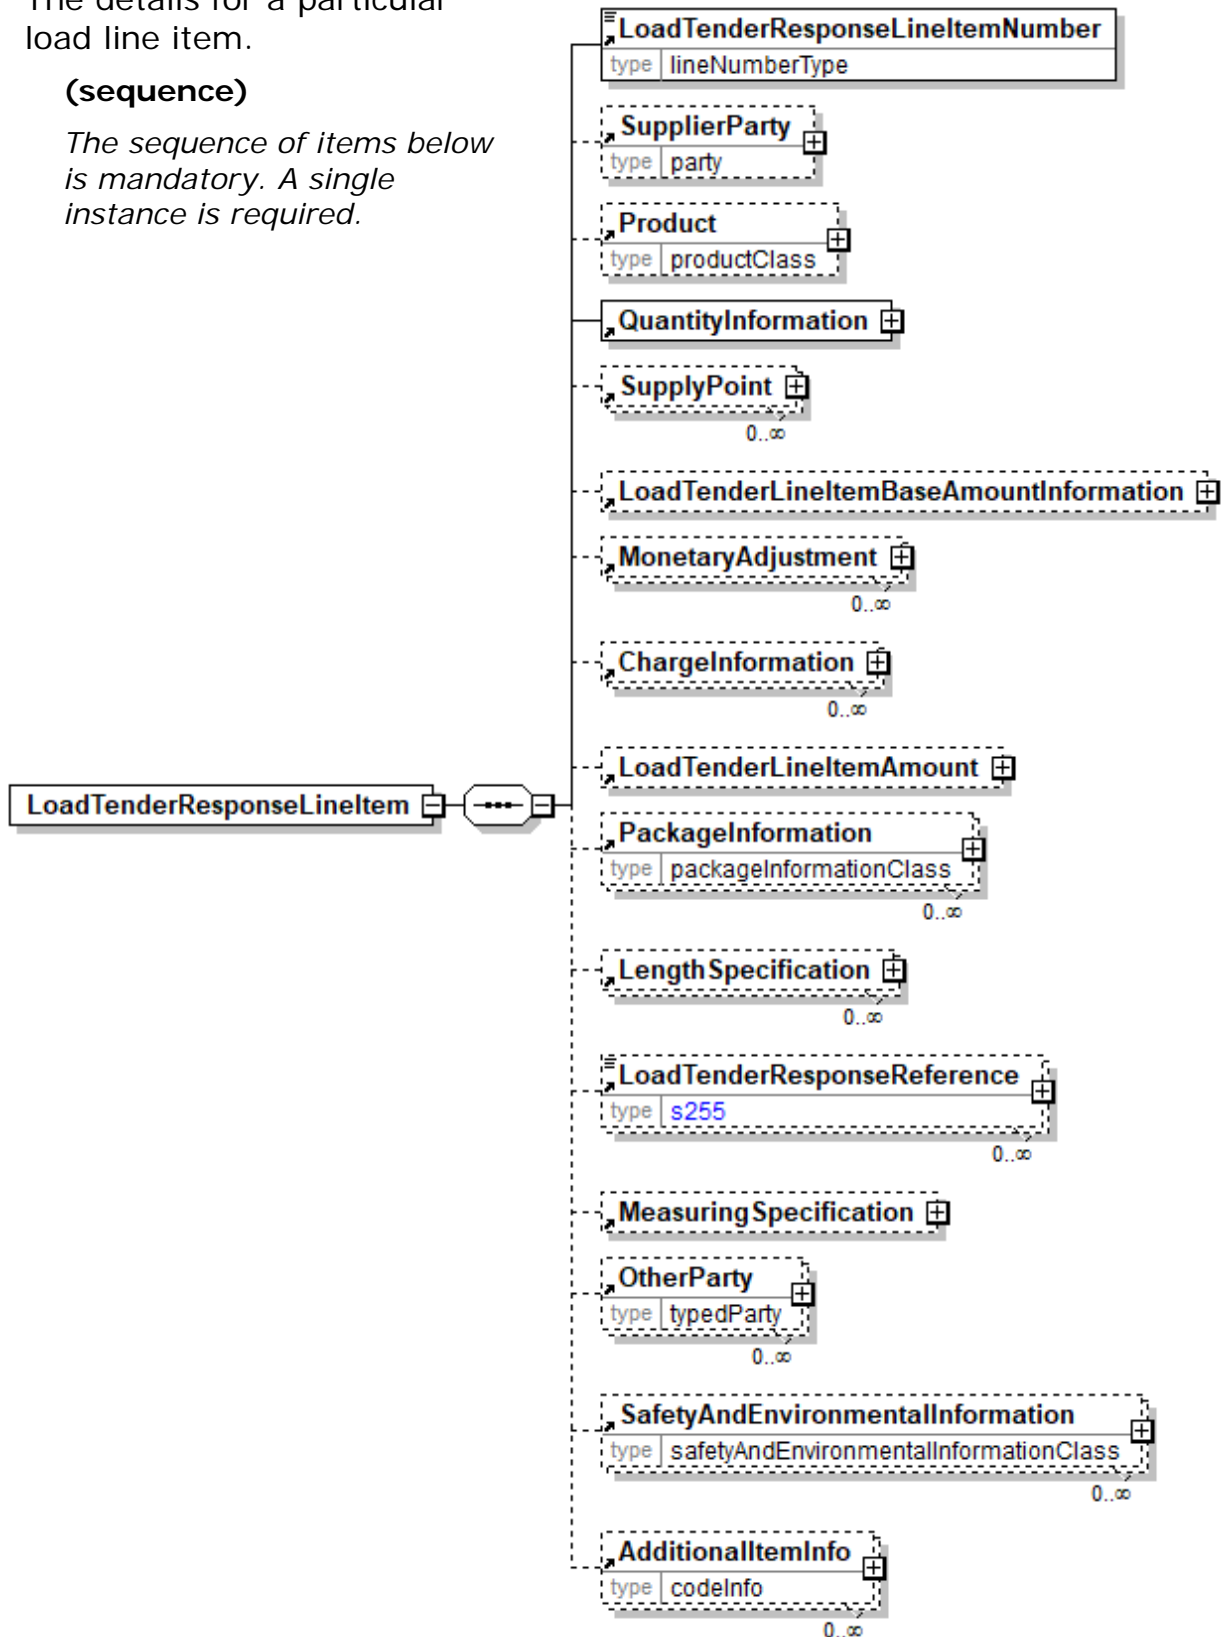 The details for a particular
load line item.
(sequence)
The sequence of items below
is mandatory. A single
instance is required.
LoadTenderResponseLineItem
LoadTenderResponseLineItemNumber
type lineNumberType
SupplierParty
type party
Product
type productClass
QuantityInformation
SupplyPoint
0..∞
LoadTenderLineItemBaseAmountInformation
MonetaryAdjustment
0..∞
ChargeInformation
0..∞
LoadTenderLineItemAmount
PackageInformation
type packageInformationClass
0..∞
LengthSpecification
0..∞
LoadTenderResponseReference
type s255
0..∞
MeasuringSpecification
OtherParty
type typedParty
0..∞
SafetyAndEnvironmentalInformation
type safetyAndEnvironmentalInformationClass
0..∞
AdditionalItemInfo
type codeInfo
0..∞